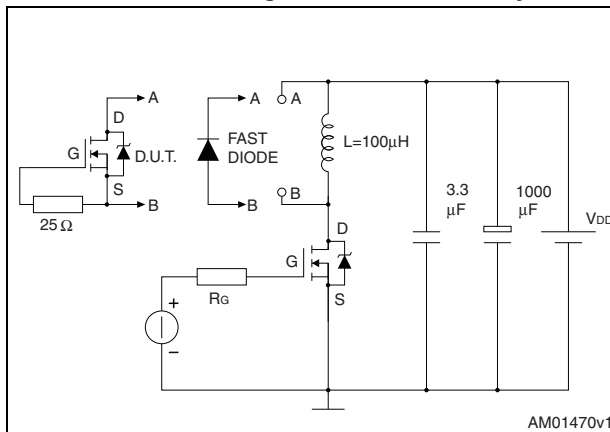 A
A
A
D
G
D.U.T.
FAST
DIODE
L=100μH
S
B
B
B
25 Ω
3.3
μF
1000
μF
VDD
D
G
RG
S
+
−
AM01470v1